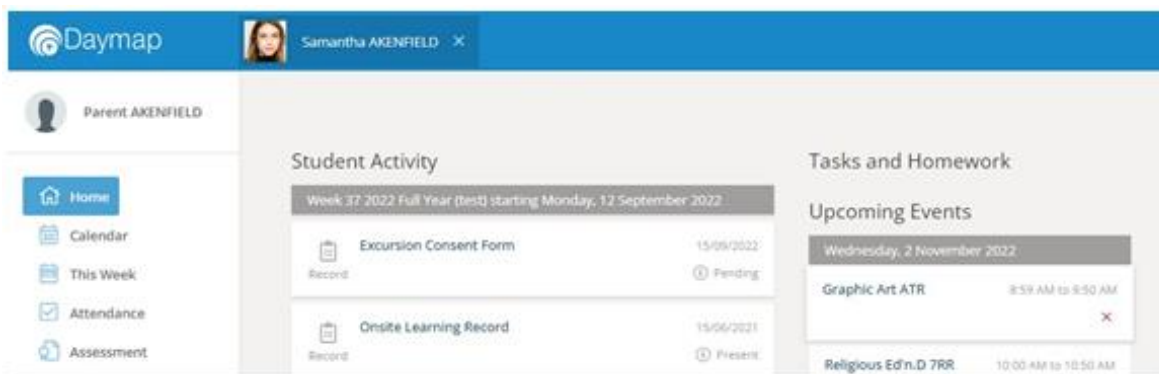 Daymap
Samantha AKENFIELD ×
Parent AKENFIELD
Home
Calendar
This Week
Attendance
Assessment
Student Activity
Week 37 2022 Full Year (test) starting Monday, 12 September 2022
Excursion Consent Form 15/09/2022
Record Pending
Onsite Learning Record 15/06/2021
Record Present
Tasks and Homework
Upcoming Events
Wednesday, 2 November 2022
Graphic Art ATR 8:59 AM to 9:50 AM
Religious Ed'n.D 7RR 10:00 AM to 10:50 AM